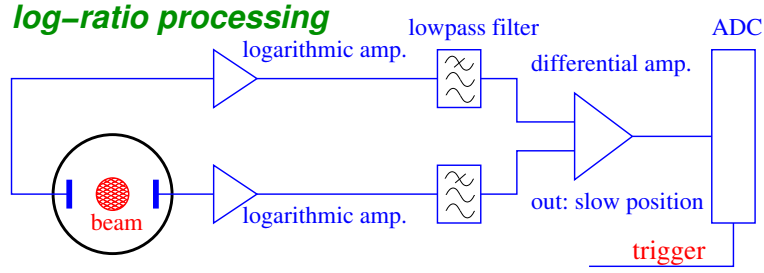 log−ratio processing
logarithmic amp.
lowpass filter
differential amp.
ADC
beam
logarithmic amp.
out: slow position
trigger